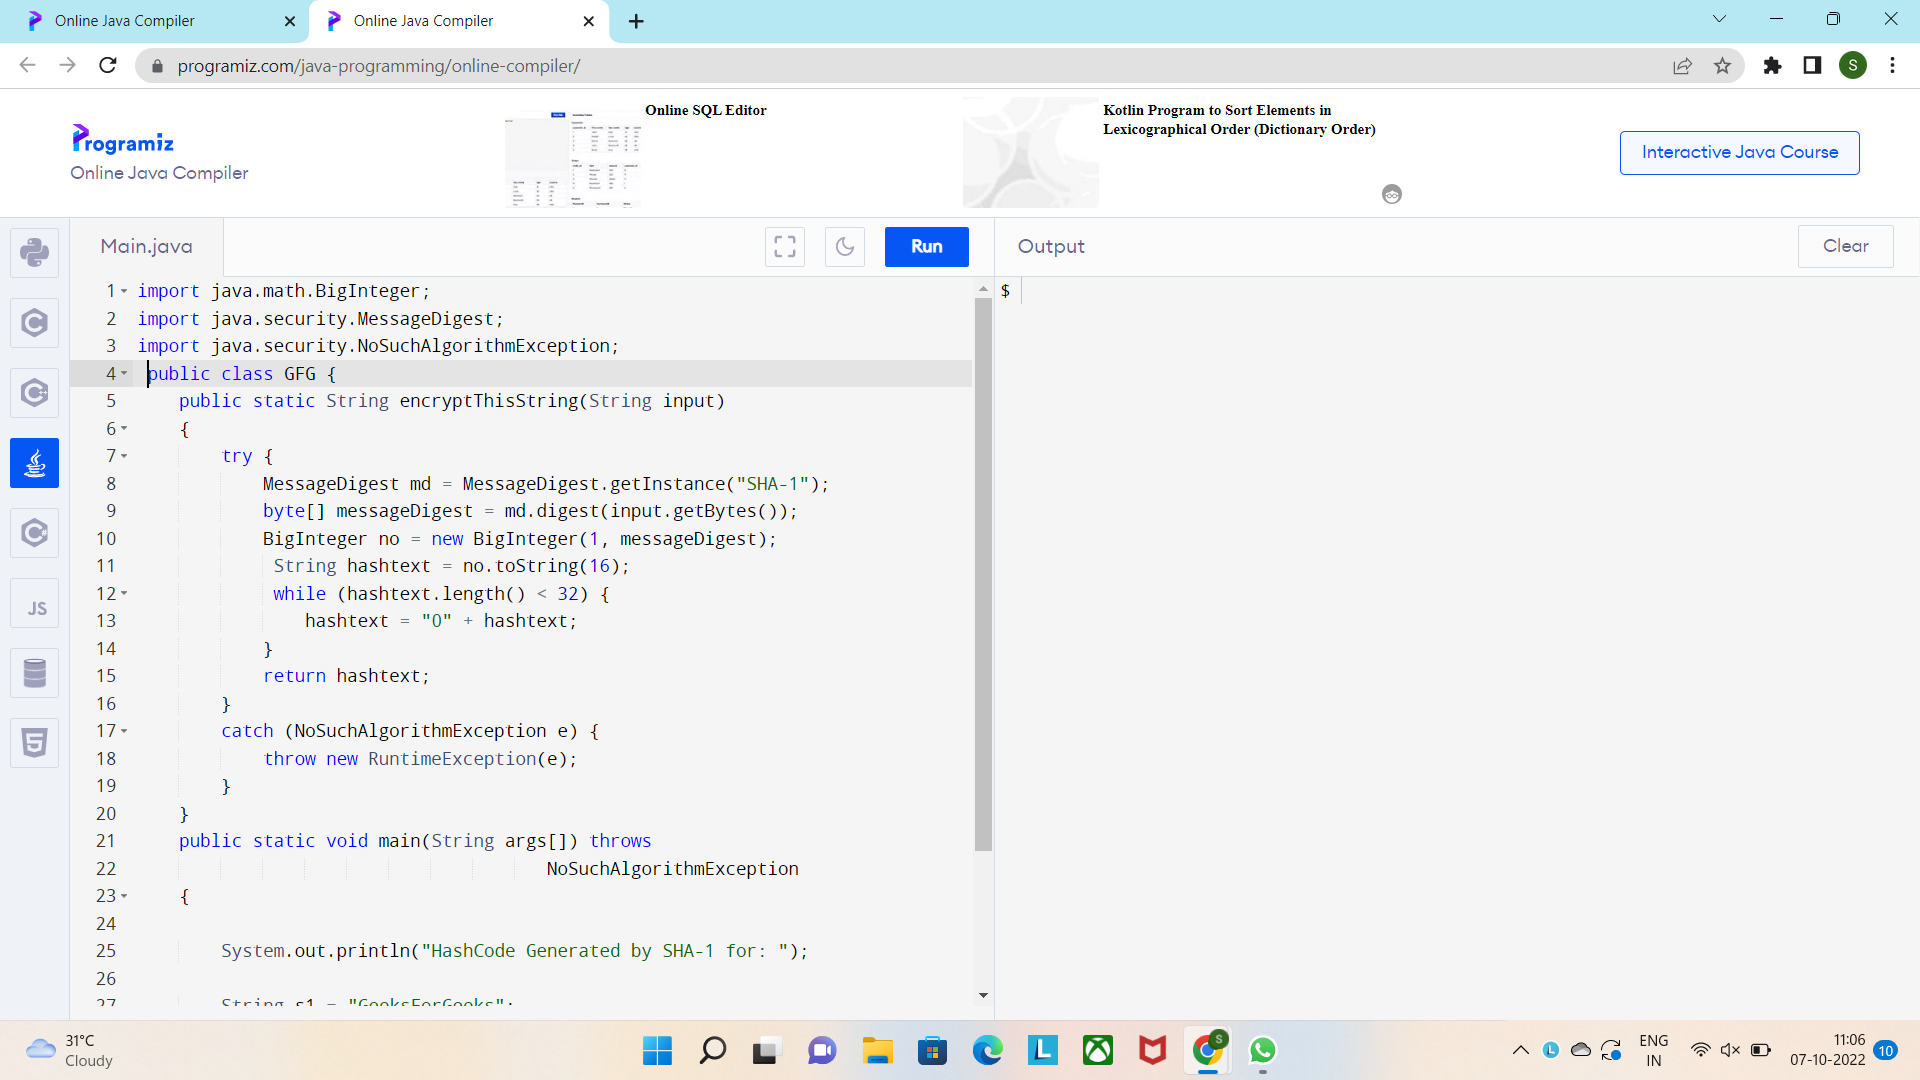 Online Java Compiler
Online Java Compiler
programiz.com/java-programming/online-compiler/
S
Programiz
Online Java Compiler
Online SQL Editor
Kotlin Program to Sort Elements in
Lexicographical Order (Dictionary Order)
Interactive Java Course
Main.java
Run
Output
Clear
JS
1 import java.math.BigInteger;
2 import java.security.MessageDigest;
3 import java.security.NoSuchAlgorithmException;
4 public class GFG {
5 public static String encryptThisString(String input)
6 {
7 try {
8 MessageDigest md = MessageDigest.getInstance("SHA-1");
9 byte[] messageDigest = md.digest(input.getBytes());
10 BigInteger no = new BigInteger(1, messageDigest);
11 String hashtext = no.toString(16);
12 while (hashtext.length() < 32) {
13 hashtext = "0" + hashtext;
14 }
15 return hashtext;
16 }
17 catch (NoSuchAlgorithmException e) {
18 throw new RuntimeException(e);
19 }
20 }
21 public static void main(String args[]) throws
22 NoSuchAlgorithmException
23 {
24
25 System.out.println("HashCode Generated by SHA-1 for: ");
26
27 String s1 = "GeeksForGeeks";
$
31°C
Cloudy
L
S
L
ENG
IN
11:06
07-10-2022
10